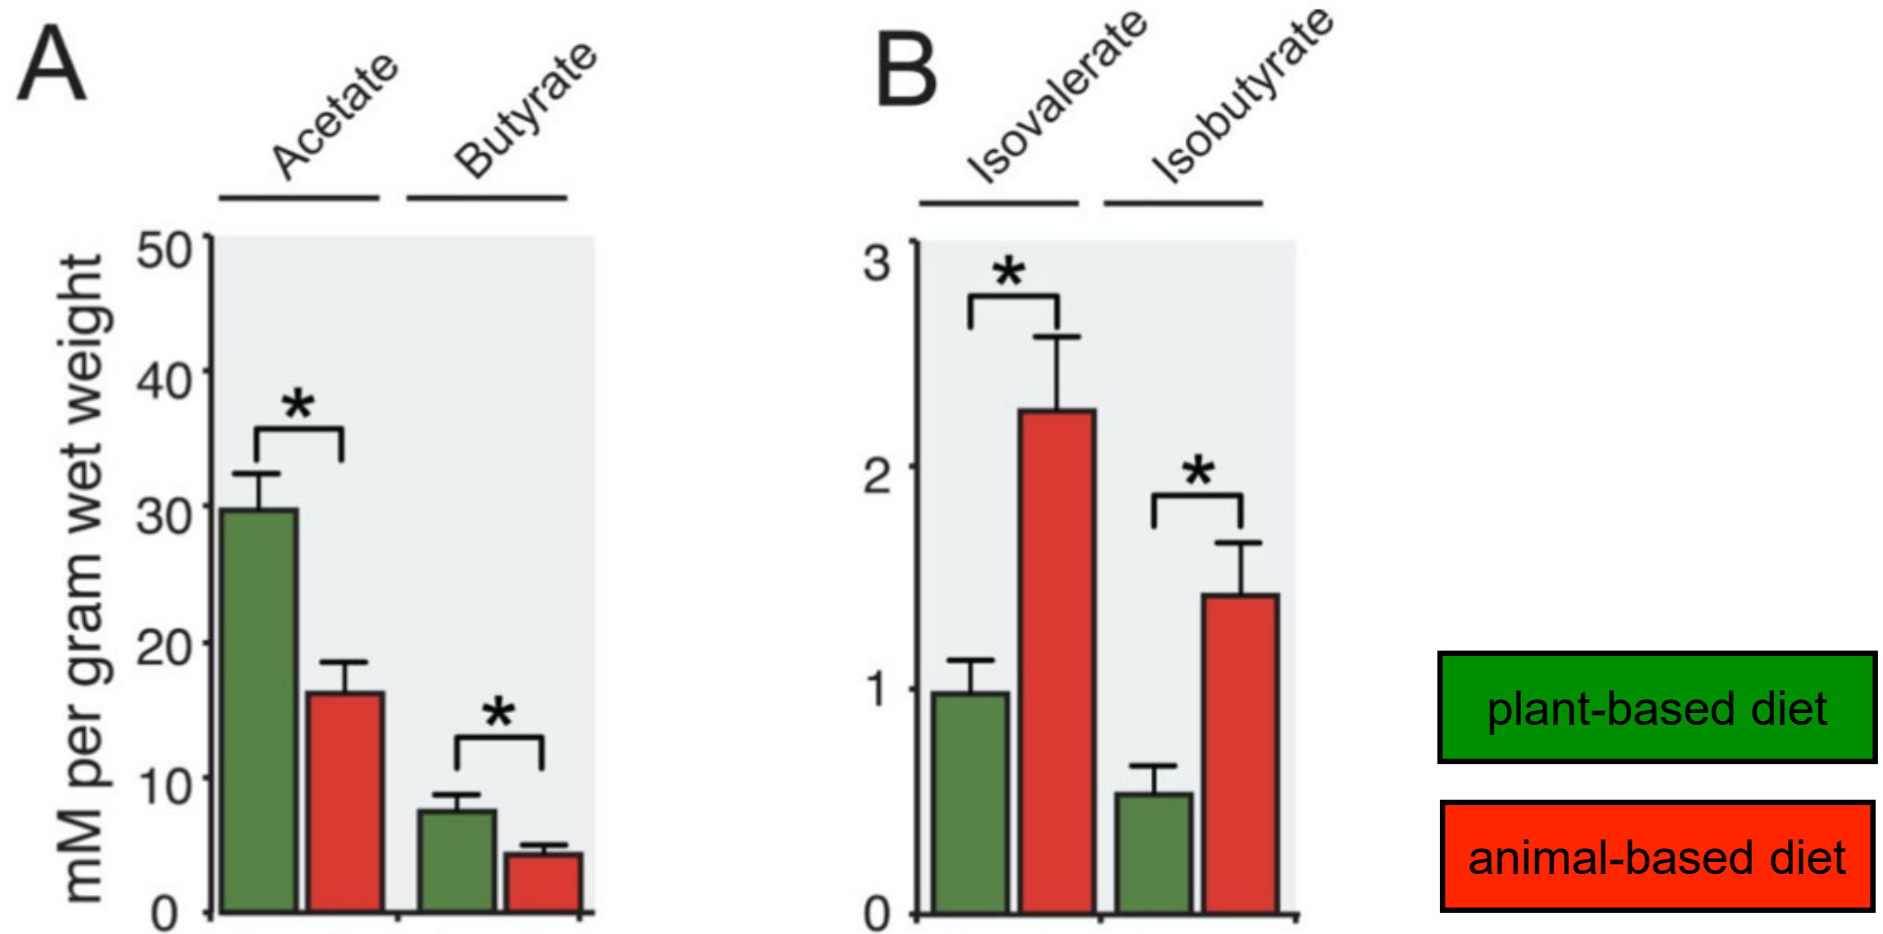 A
Acetate
Butyrate
mM per gram wet weight
50
40
30
20
10
0
*
*
B
Isovalerate
Isobutyrate
3
2
1
0
*
*
plant-based diet
animal-based diet